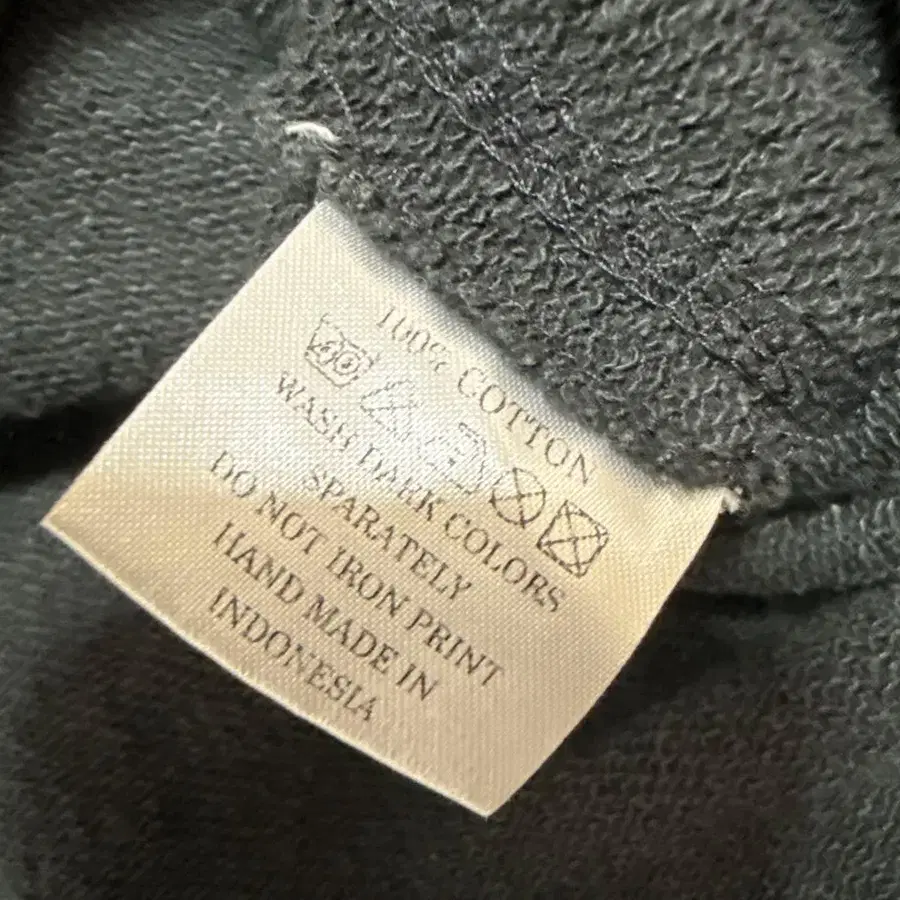 100% COTTON
WASH DARK COLORS
SPARATELY
DO NOT IRON PRINT
HAND MADE IN
INDONESIA